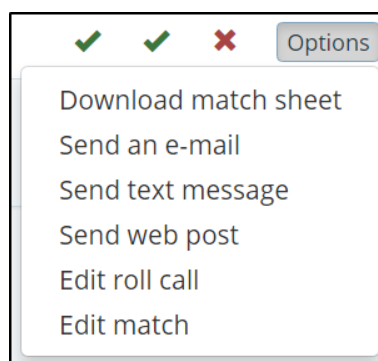 Options
Download match sheet
Send an e-mail
Send text message
Send web post
Edit roll call
Edit match